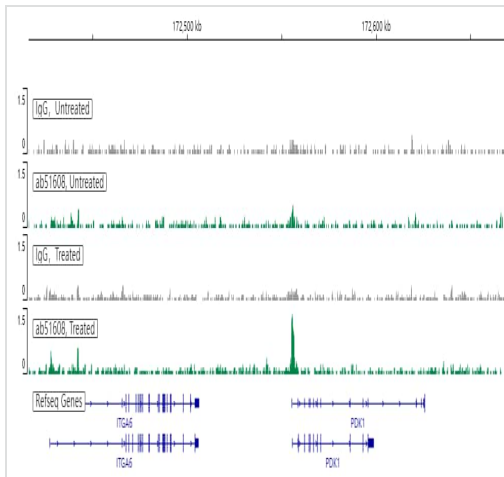 172,500 kb 172,600 kb
1.5
IgG, Untreated
0
1.5
ab51608, Untreated
0
1.5
IgG, Treated
0
1.5
ab51608, Treated
0
Refseq Genes
ITGA6 PDK1
ITGA6 PDK1